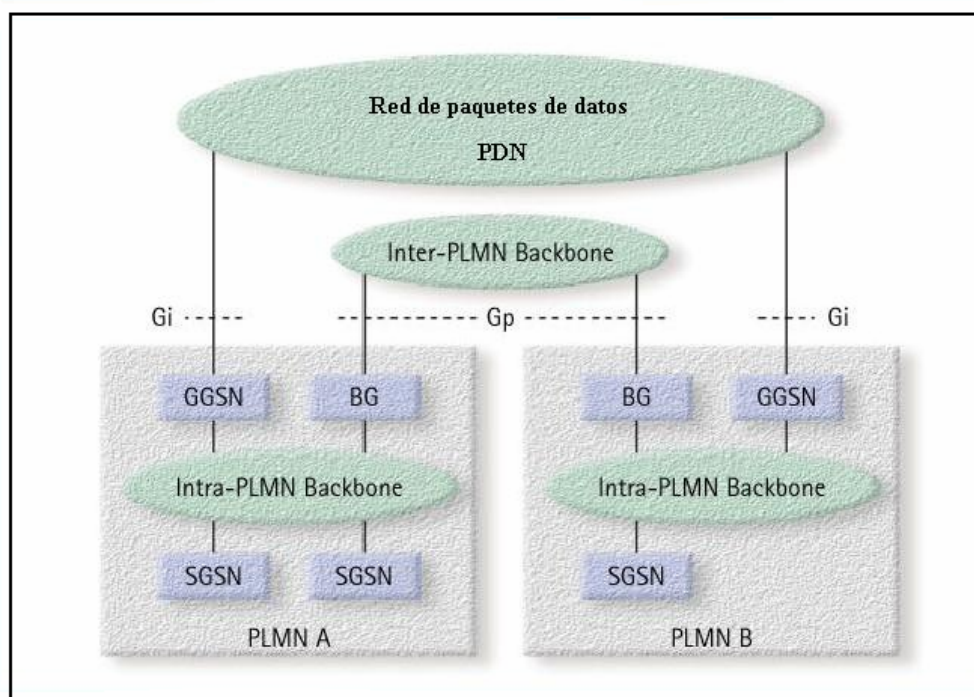 Red de paquetes de datos
PDN
Inter-PLMN Backbone
Gi
Gp
Gi
GGSN
BG
BG
GGSN
Intra-PLMN Backbone
Intra-PLMN Backbone
SGSN
SGSN
SGSN
PLMN A
PLMN B